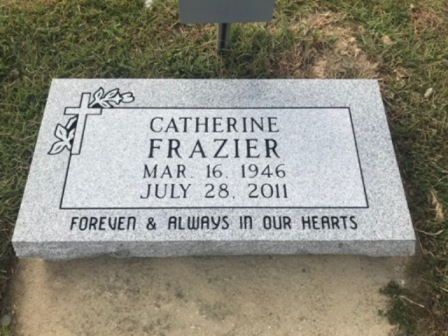 CATHERINE
FRAZIER
MAR. 16. 1946
JULY 28. 2011
FOREVEN & ALWAYS IN OUR HEARTS